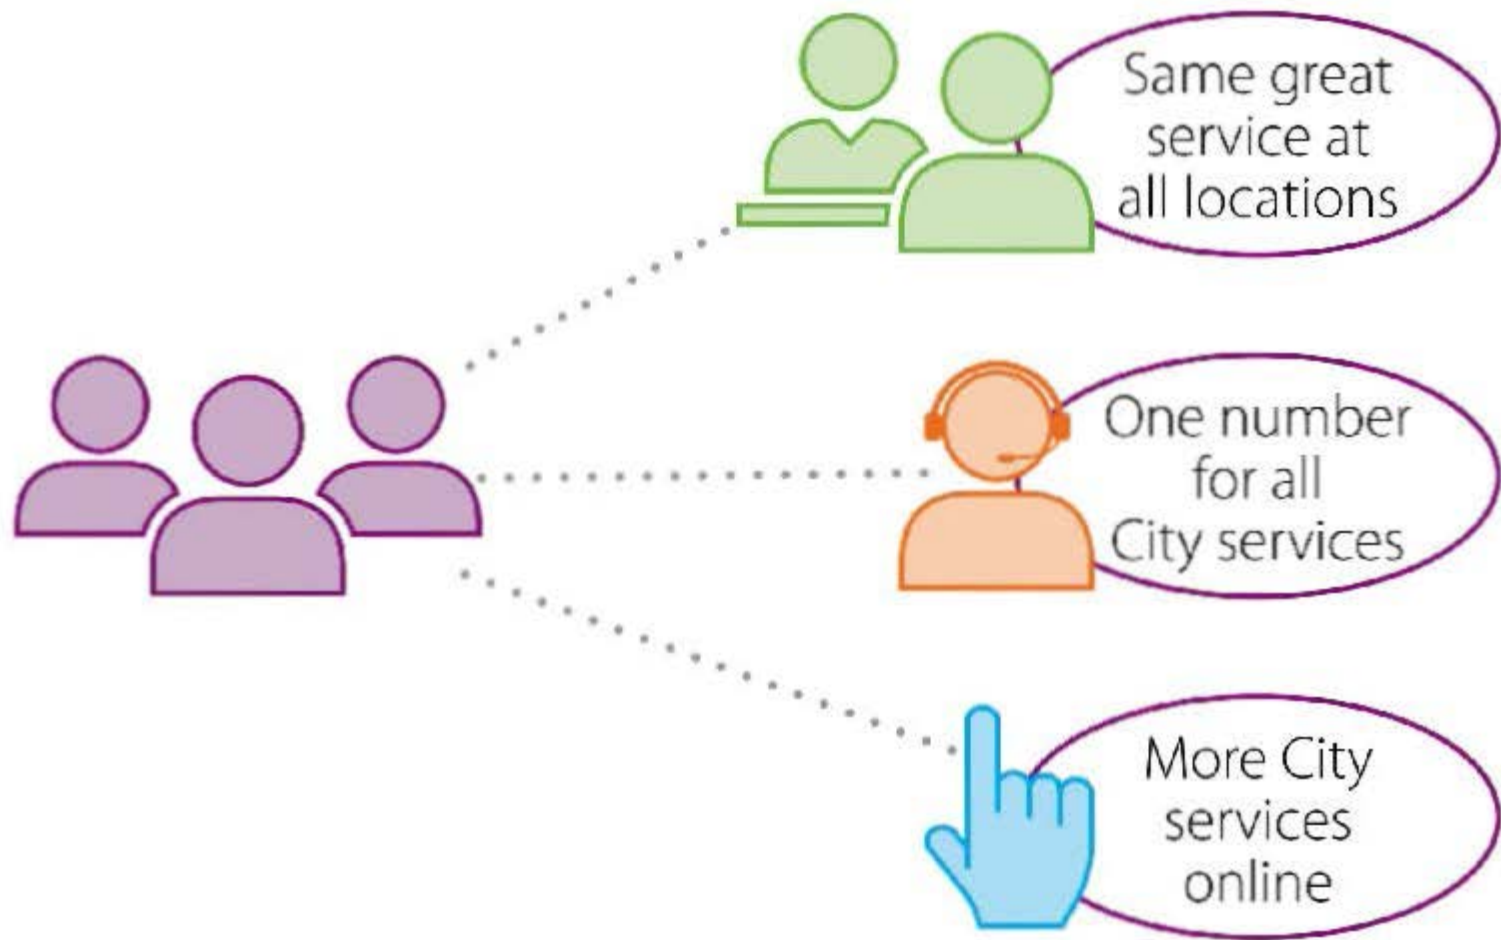 Same great
service at
all locations
One number
for all
City services
More City
services
online